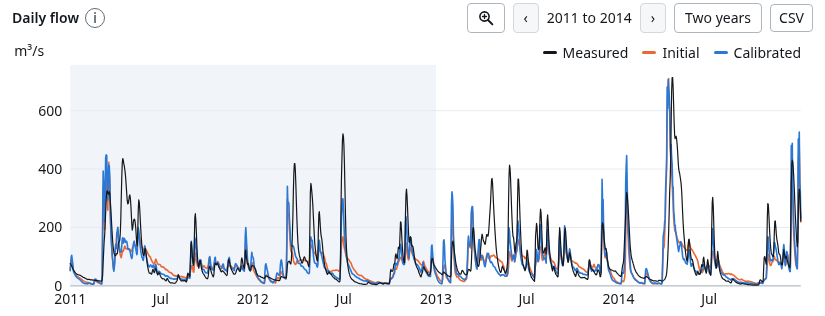 Daily flow i ‹ 2011 to 2014 › Two years CSV
m³/s
Measured Initial Calibrated
600
400
200
0
2011 Jul 2012 Jul 2013 Jul 2014 Jul